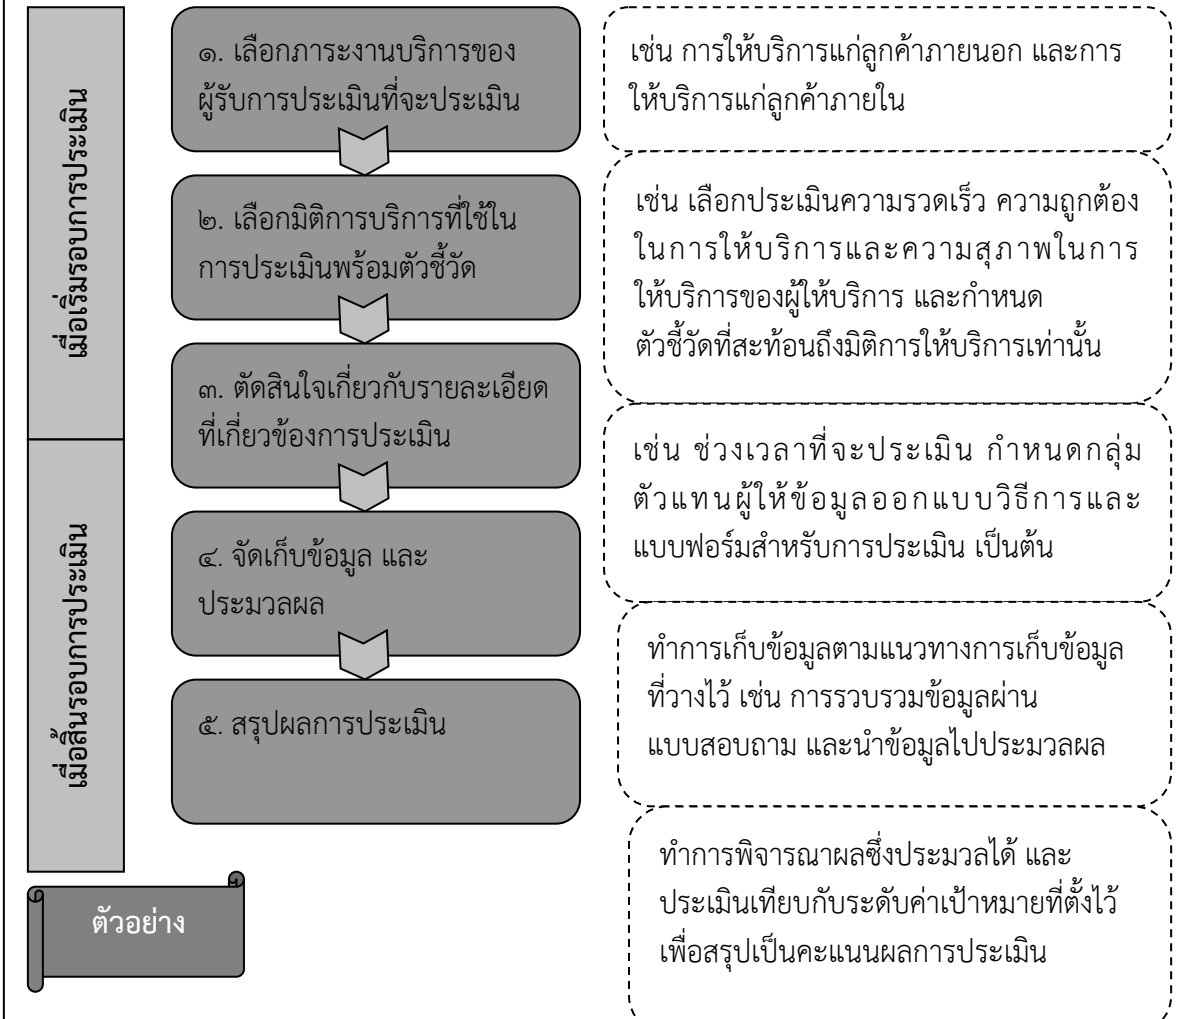 เมื่อเริ่มรอบการประเมิน
๑. เลือกภาระงานบริการของ
ผู้รับการประเมินที่จะประเมิน
เช่น การให้บริการแก่ลูกค้าภายนอก และการ
ให้บริการแก่ลูกค้าภายใน
๒. เลือกมิติการบริการที่ใช้ใน
การประเมินพร้อมตัวชี้วัด
เช่น เลือกประเมินความรวดเร็ว ความถูกต้อง
ในการให้บริการและความสุภาพในการ
ให้บริการของผู้ให้บริการ และกำหนด
ตัวชี้วัดที่สะท้อนถึงมิติการให้บริการเท่านั้น
๓. ตัดสินใจเกี่ยวกับรายละเอียด
ที่เกี่ยวข้องการประเมิน
เช่น ช่วงเวลาที่จะประเมิน กำหนดกลุ่ม
ตัวแทนผู้ให้ข้อมูลออกแบบวิธีการและ
แบบฟอร์มสำหรับการประเมิน เป็นต้น
เมื่อสิ้นรอบการประเมิน
๔. จัดเก็บข้อมูล และ
ประมวลผล
ทำการเก็บข้อมูลตามแนวทางการเก็บข้อมูล
ที่วางไว้ เช่น การรวบรวมข้อมูลผ่าน
แบบสอบถาม และนำข้อมูลไปประมวลผล
๕. สรุปผลการประเมิน
ทำการพิจารณาผลซึ่งประมวลได้ และ
ประเมินเทียบกับระดับค่าเป้าหมายที่ตั้งไว้
เพื่อสรุปเป็นคะแนนผลการประเมิน
ตัวอย่าง